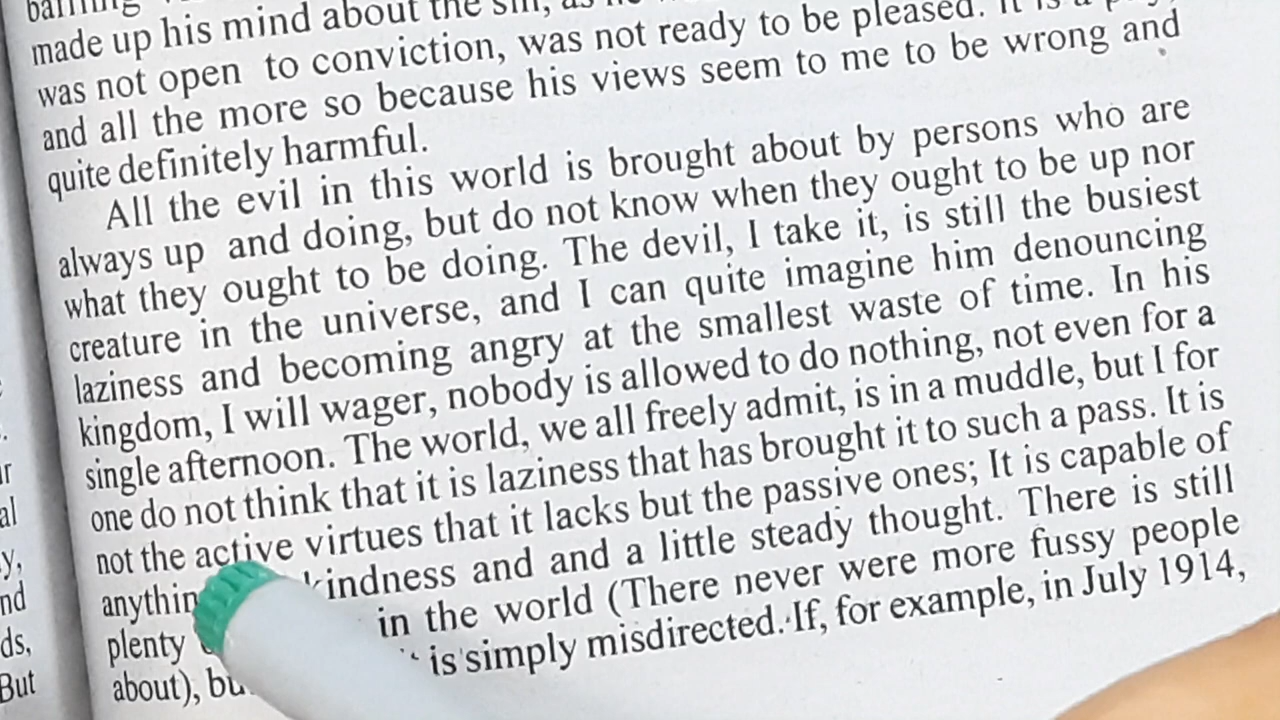 made up his mind about the
was not open to conviction, was not ready to be pleased. It is a
and all the more so because his views seem to me to be wrong and
quite definitely harmful.
All the evil in this world is brought about by persons who are
always up and doing, but do not know when they ought to be up nor
what they ought to be doing. The devil, I take it, is still the busiest
creature in the universe, and I can quite imagine him denouncing
laziness and becoming angry at the smallest waste of time. In his
kingdom, I will wager, nobody is allowed to do nothing, not even for a
single afternoon. The world, we all freely admit, is in a muddle, but I for
one do not think that it is laziness that has brought it to such a pass. It is
not the active virtues that it lacks but the passive ones; It is capable of
kindness and and a little steady thought. There is still
plenty in the world (There never were more fussy people
about), is simply misdirected. If, for example, in July 1914,
al
y,
nd
ds,
But